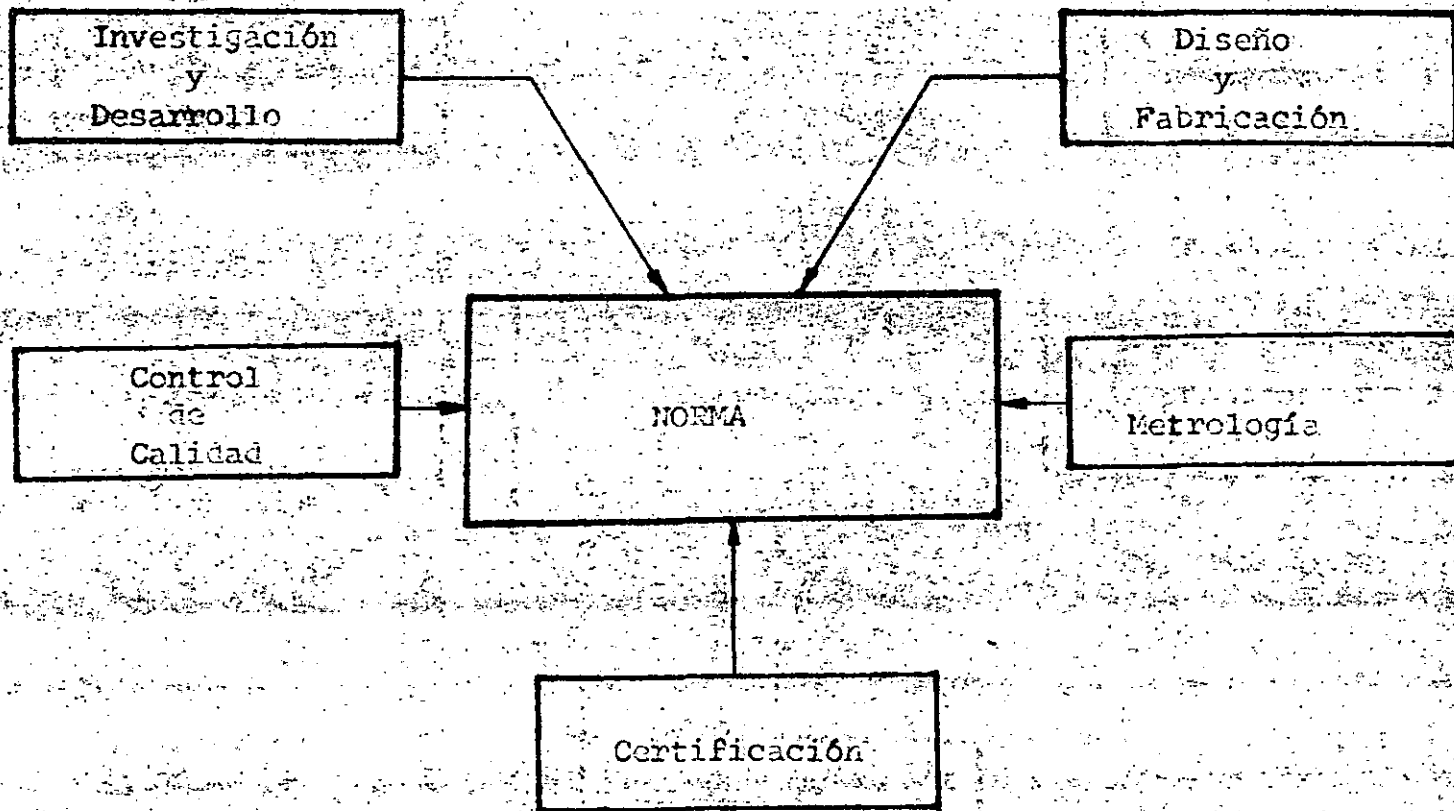 Investigación
y
Desarrollo
Diseño
y
Fabricación
Control
de
Calidad
NORMA
Metrología
Certificación